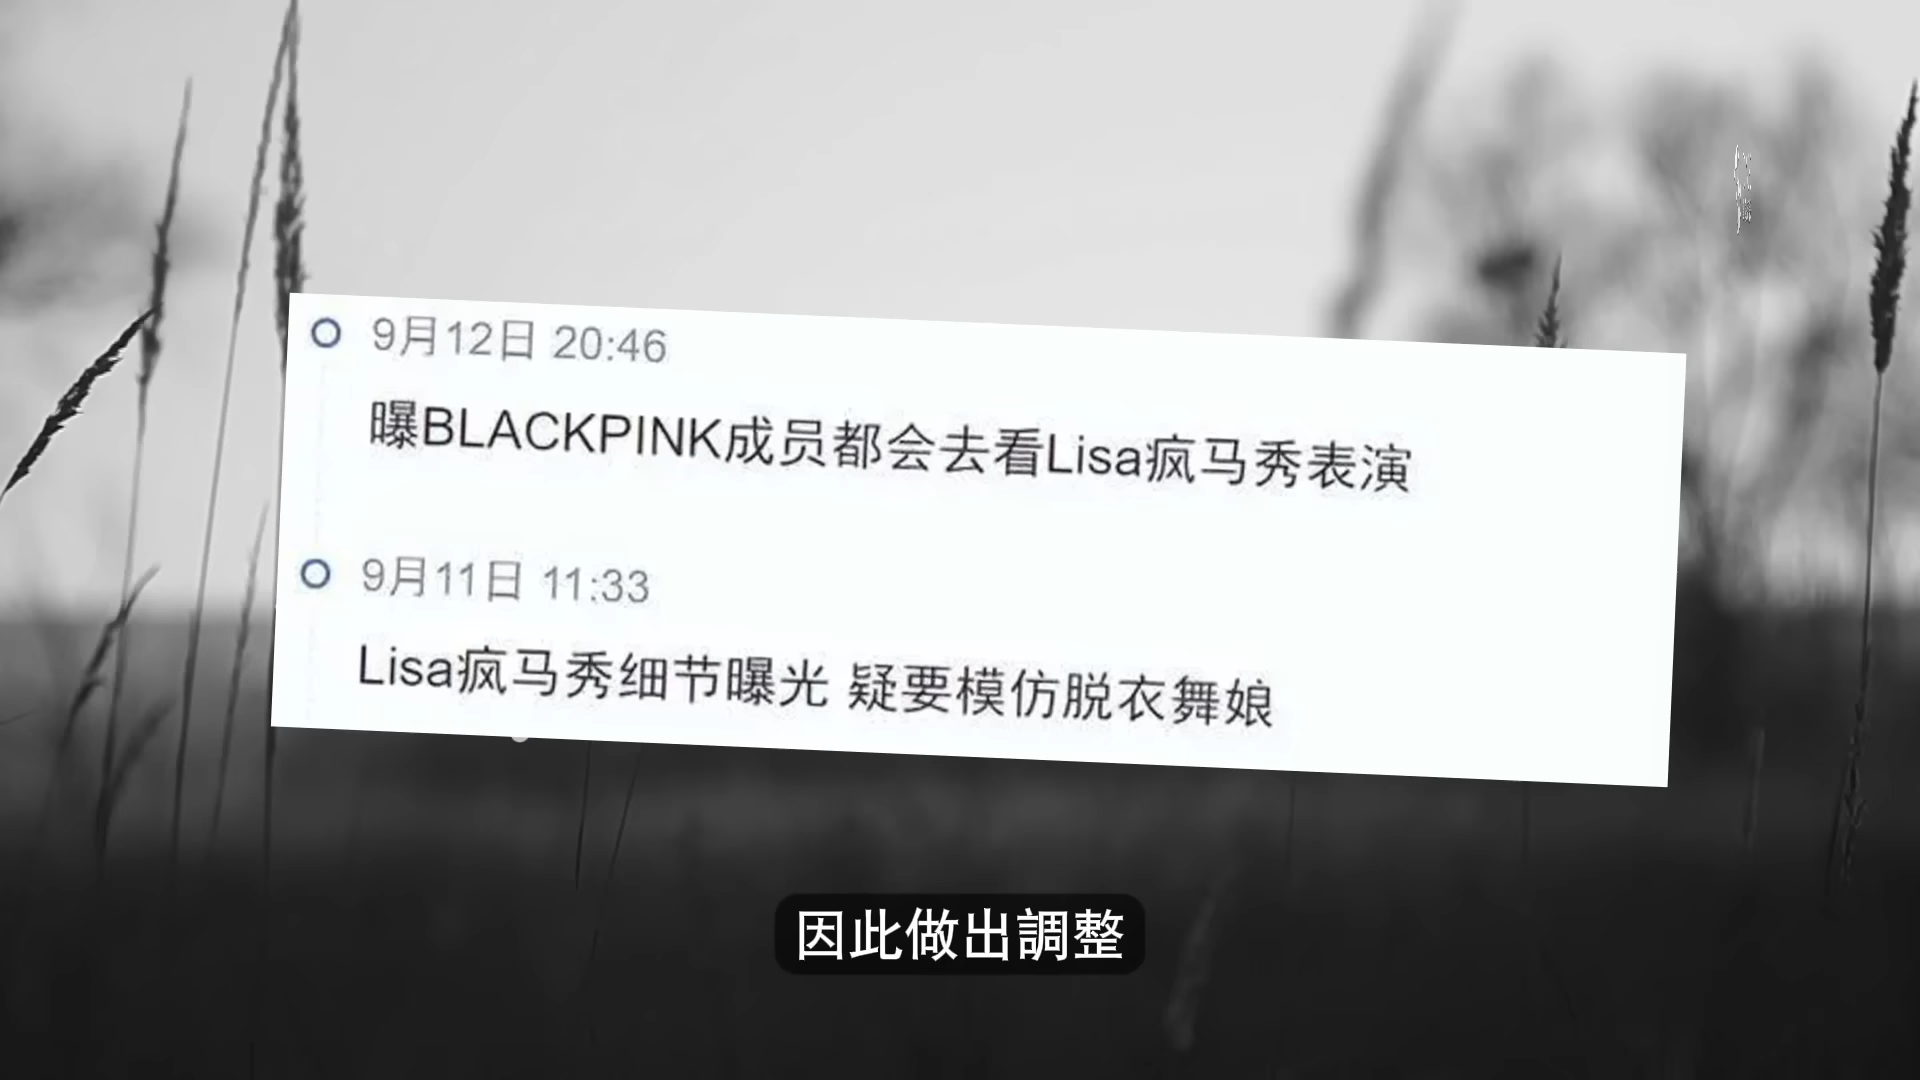 9月12日 20:46
曝BLACKPINK成员都会去看Lisa疯马秀表演
9月11日 11:33
Lisa疯马秀细节曝光 疑要模仿脱衣舞娘
因此做出調整